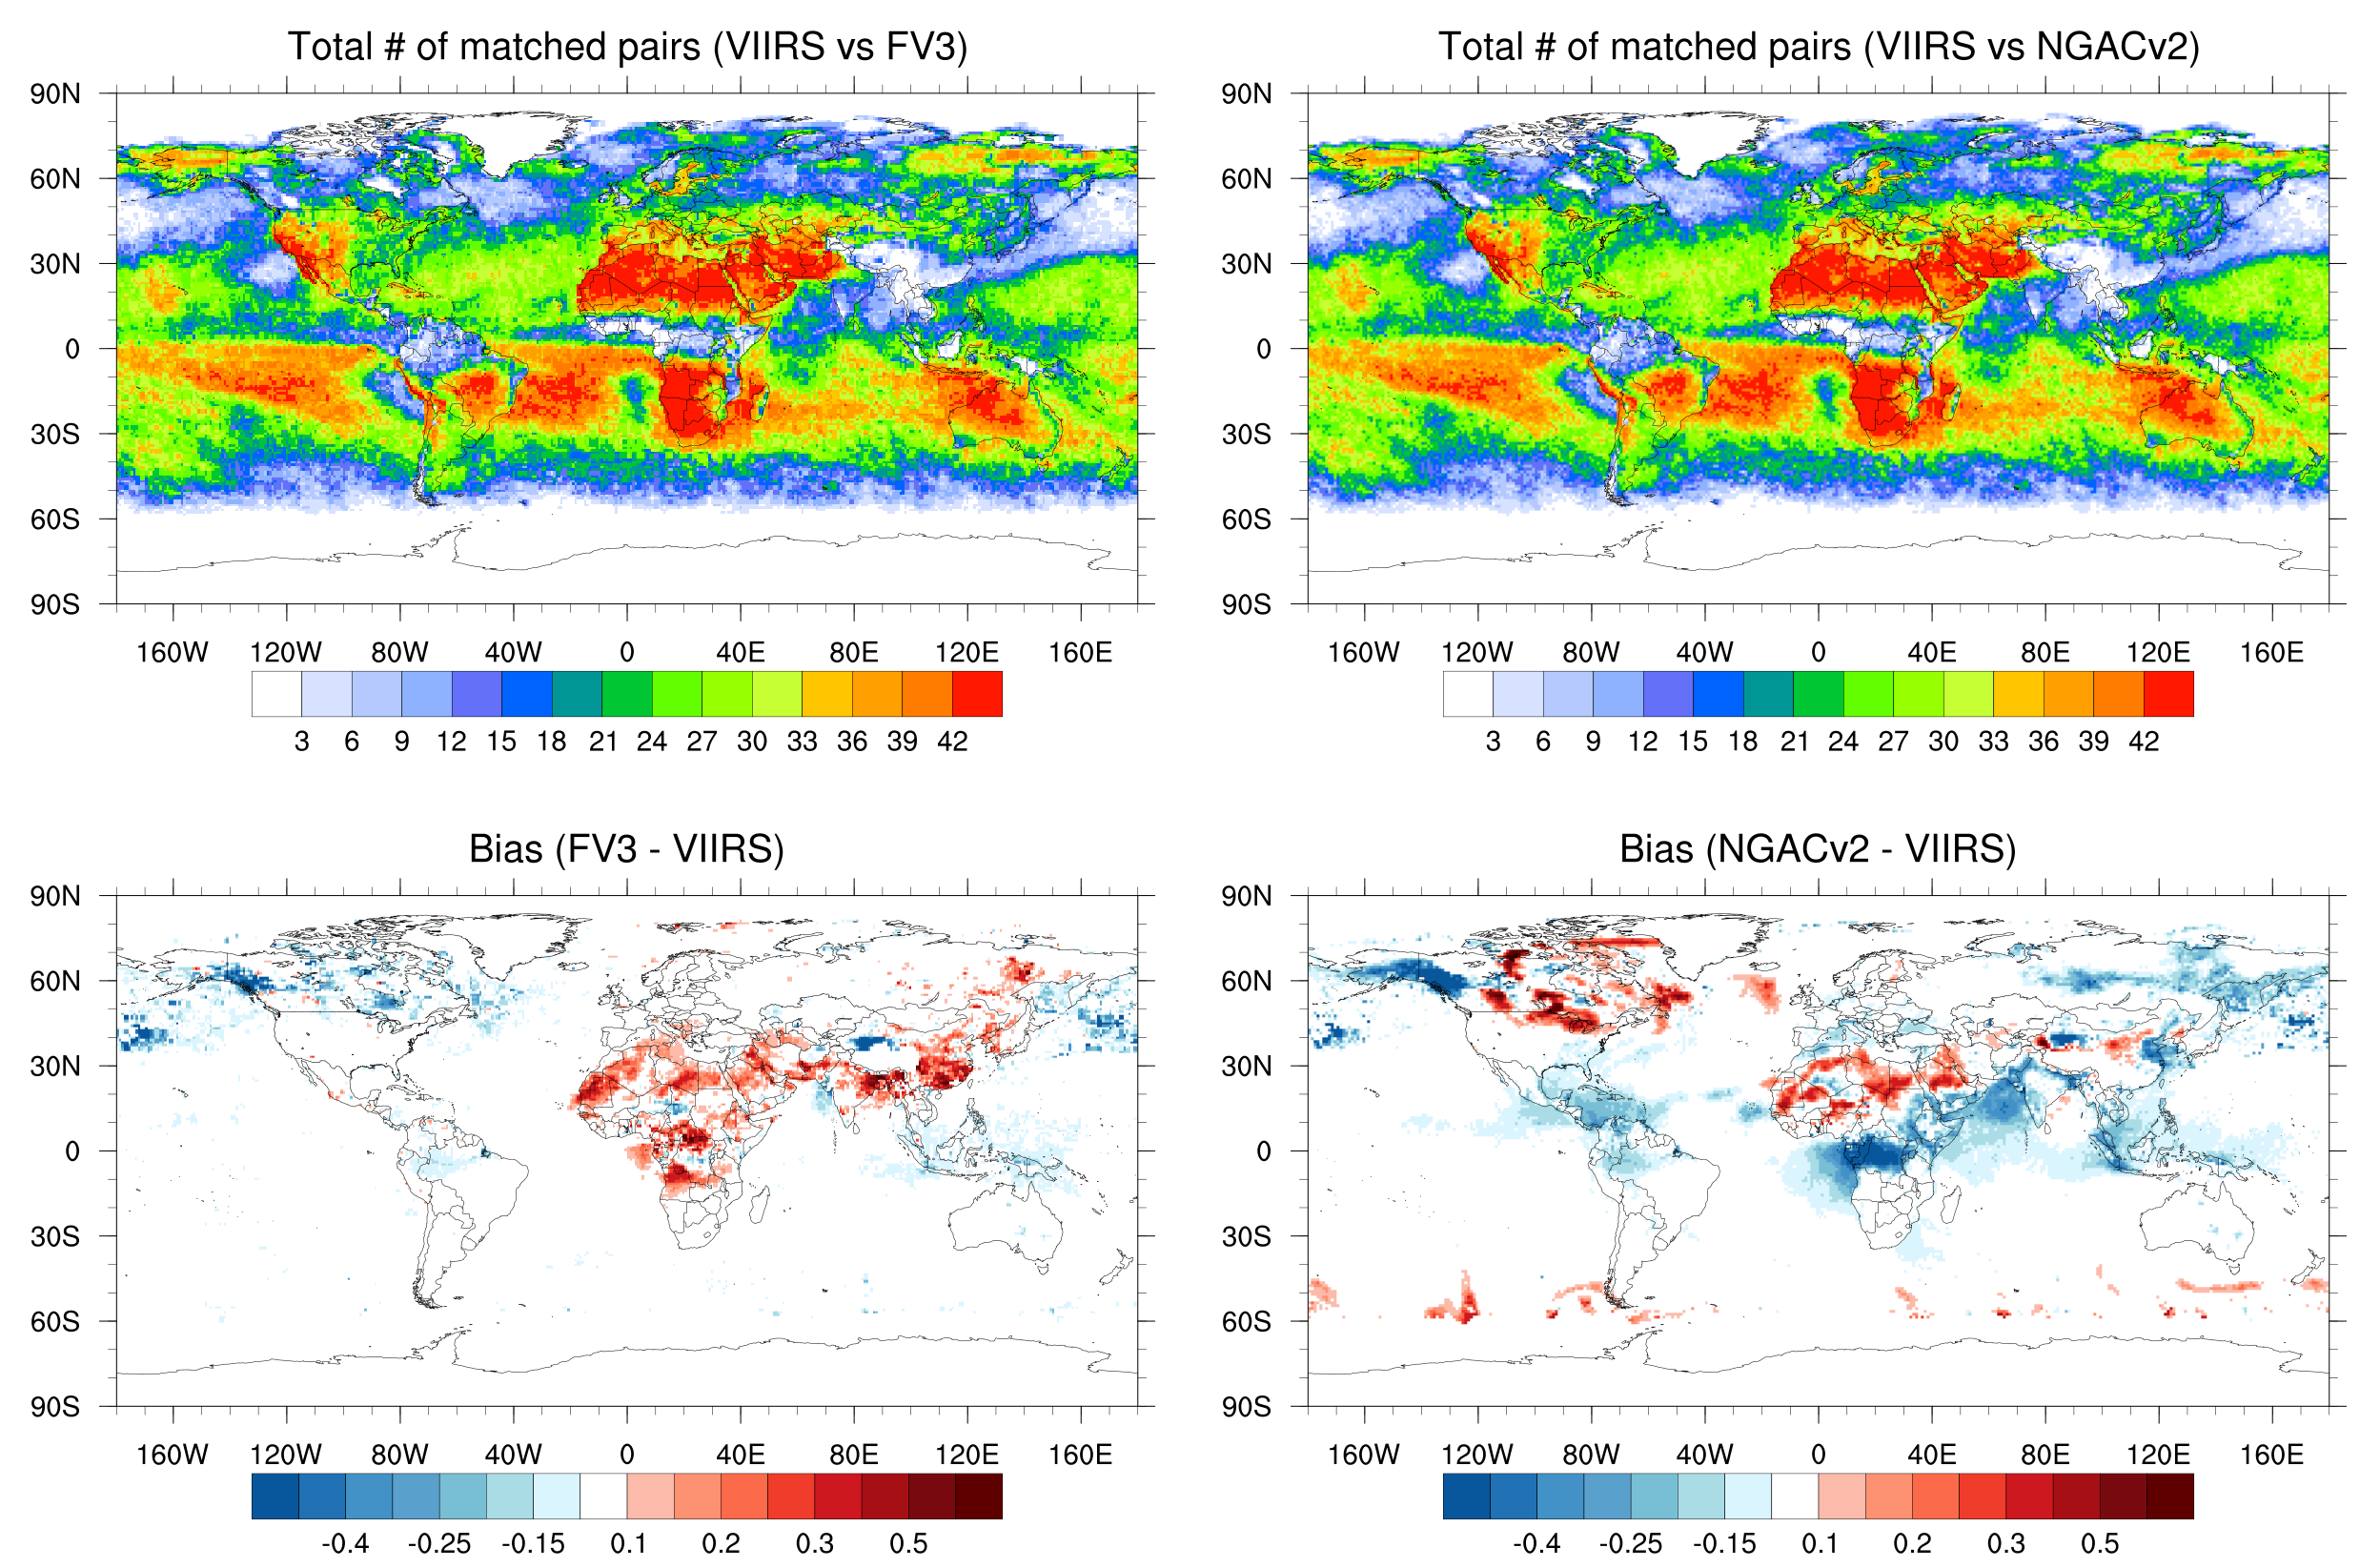 Total # of matched pairs (VIIRS vs FV3)
90N
60N
30N
0
30S
60S
90S
160W 120W 80W 40W 0 40E 80E 120E 160E
3 6 9 12 15 18 21 24 27 30 33 36 39 42
Total # of matched pairs (VIIRS vs NGACv2)
90N
60N
30N
0
30S
60S
90S
160W 120W 80W 40W 0 40E 80E 120E 160E
3 6 9 12 15 18 21 24 27 30 33 36 39 42
Bias (FV3 - VIIRS)
90N
60N
30N
0
30S
60S
90S
160W 120W 80W 40W 0 40E 80E 120E 160E
-0.4 -0.25 -0.15 0.1 0.2 0.3 0.5
Bias (NGACv2 - VIIRS)
90N
60N
30N
0
30S
60S
90S
160W 120W 80W 40W 0 40E 80E 120E 160E
-0.4 -0.25 -0.15 0.1 0.2 0.3 0.5